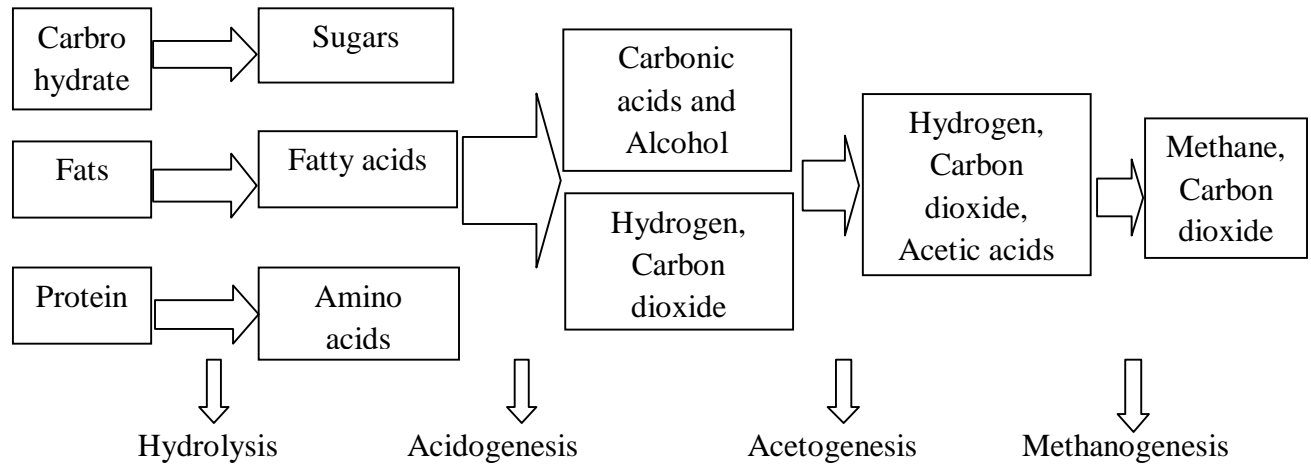 Carbro
hydrate
Sugars
Fats
Fatty acids
Protein
Amino
acids
Carbonic
acids and
Alcohol
Hydrogen,
Carbon
dioxide
Hydrogen,
Carbon
dioxide,
Acetic acids
Methane,
Carbon
dioxide
Hydrolysis
Acidogenesis
Acetogenesis
Methanogenesis